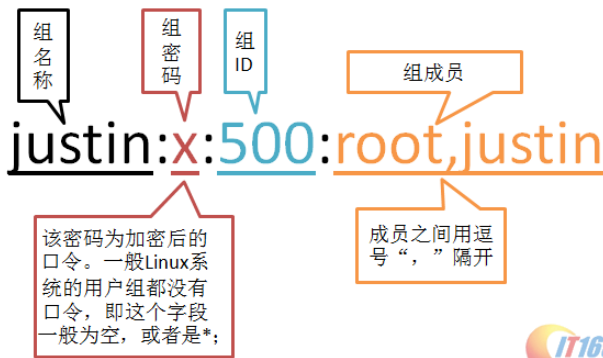 组名称
组密码
组ID
组成员
justin:x:500:root,justin
该密码为加密后的
口令。一般Linux系
统的用户组都没有
口令，即这个字段
一般为空，或者是*；
成员之间用逗
号“，”隔开